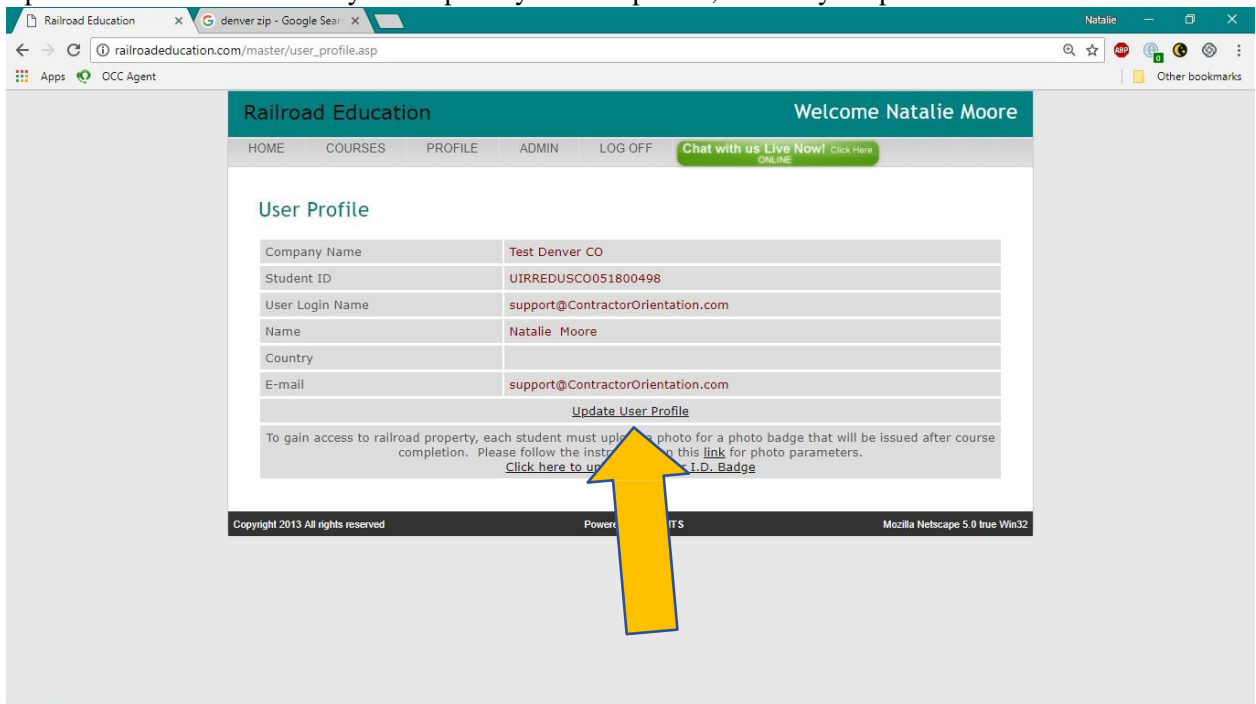 Railroad Education
denver zip - Google Sear
Natalie
railroadeducation.com/master/user_profile.asp
ABP
0
Apps
OCC Agent
Other bookmarks
Railroad Education
Welcome Natalie Moore
HOME COURSES PROFILE ADMIN LOG OFF
Chat with us Live Now! Click Here
ONLINE
User Profile
Company Name Test Denver CO
Student ID UIRREDUSCO051800498
User Login Name support@ContractorOrientation.com
Name Natalie Moore
Country
E-mail support@ContractorOrientation.com
Update User Profile
To gain access to railroad property, each student must photo for a photo badge that will be issued after course
completion. Please follow the this link for photo parameters.
Click here to I.D. Badge
Copyright 2013 All rights reserved
Mozilla Netscape 5.0 true Win32